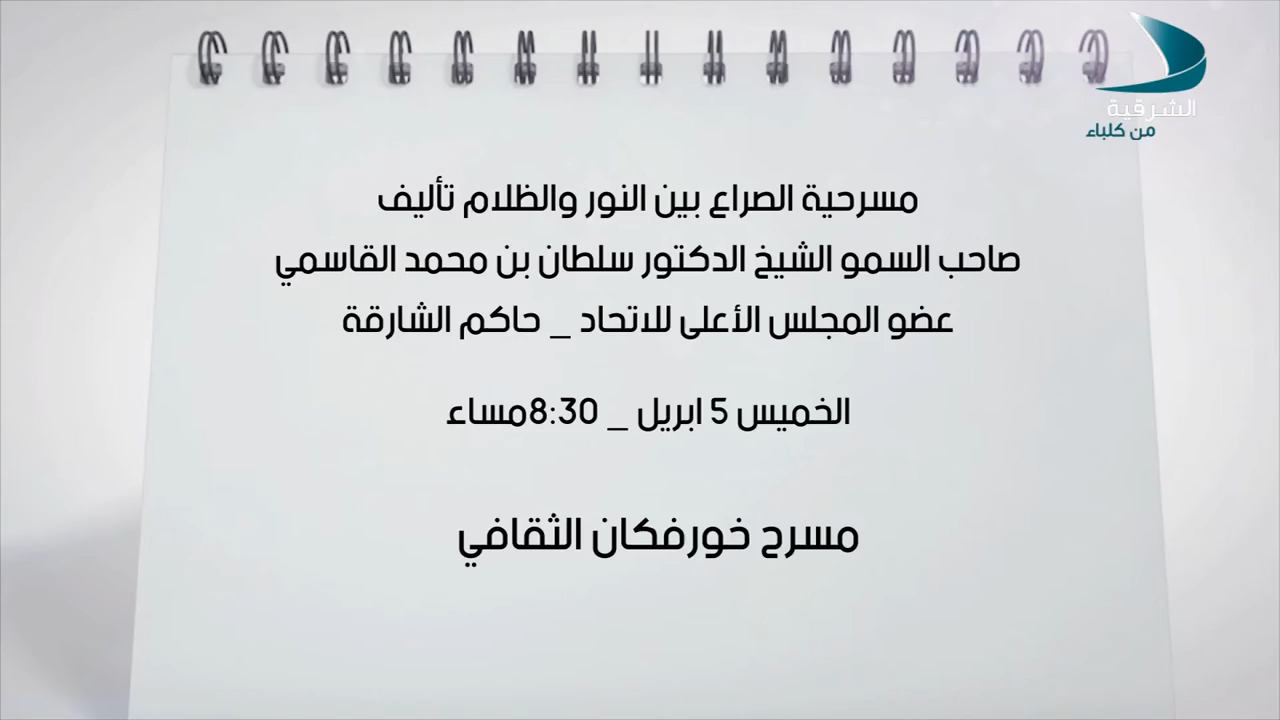 الشرقية
من كلباء
مسرحية الصراع بين النور والظلام تأليف
صاحب السمو الشيخ الدكتور سلطان بن محمد القاسمي
عضو المجلس الأعلى للاتحاد _ حاكم الشارقة
الخميس 5 ابريل _ 8:30مساء
مسرح خورفكان الثقافي